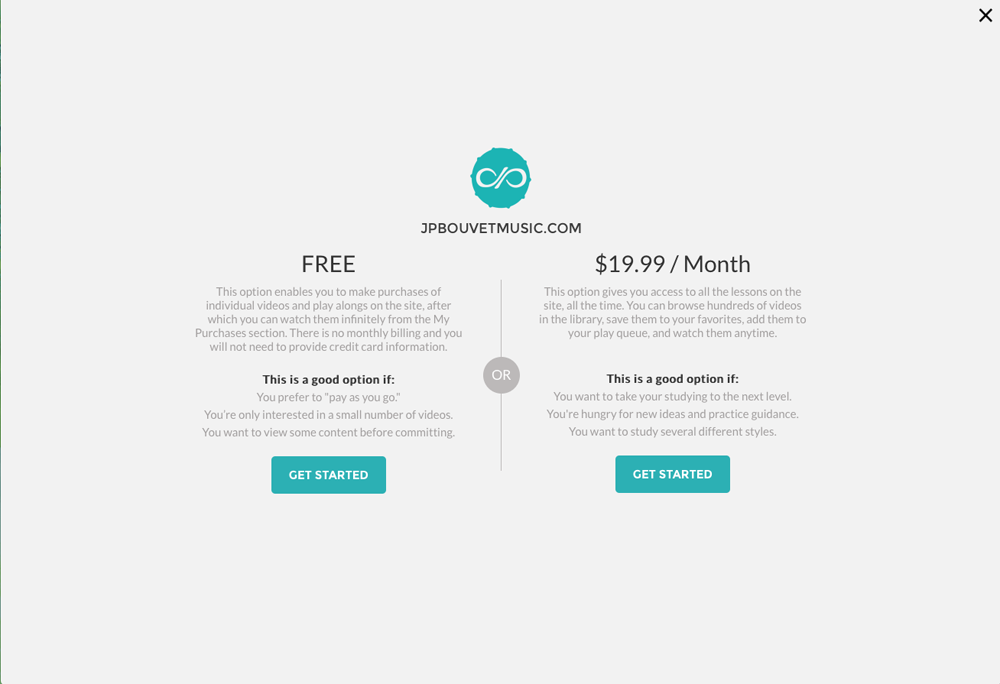 JPBOUVETMUSIC.COM
FREE
This option enables you to make purchases of
individual videos and play alongs on the site, after
which you can watch them infinitely from the My
Purchases section. There is no monthly billing and you
will not need to provide credit card information.
This is a good option if:
You prefer to "pay as you go."
You're only interested in a small number of videos.
You want to view some content before committing.
GET STARTED
OR
$19.99 / Month
This option gives you access to all the lessons on the
site, all the time. You can browse hundreds of videos
in the library, save them to your favorites, add them to
your play queue, and watch them anytime.
This is a good option if:
You want to take your studying to the next level.
You're hungry for new ideas and practice guidance.
You want to study several different styles.
GET STARTED